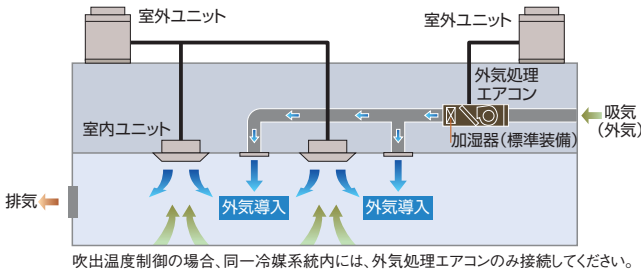 室外ユニット
室外ユニット
外気処理
エアコン
吸気
(外気)
室内ユニット
加湿器(標準装備)
排気
外気導入
外気導入
吹出温度制御の場合、同一冷媒系統内には、外気処理エアコンのみ接続してください。